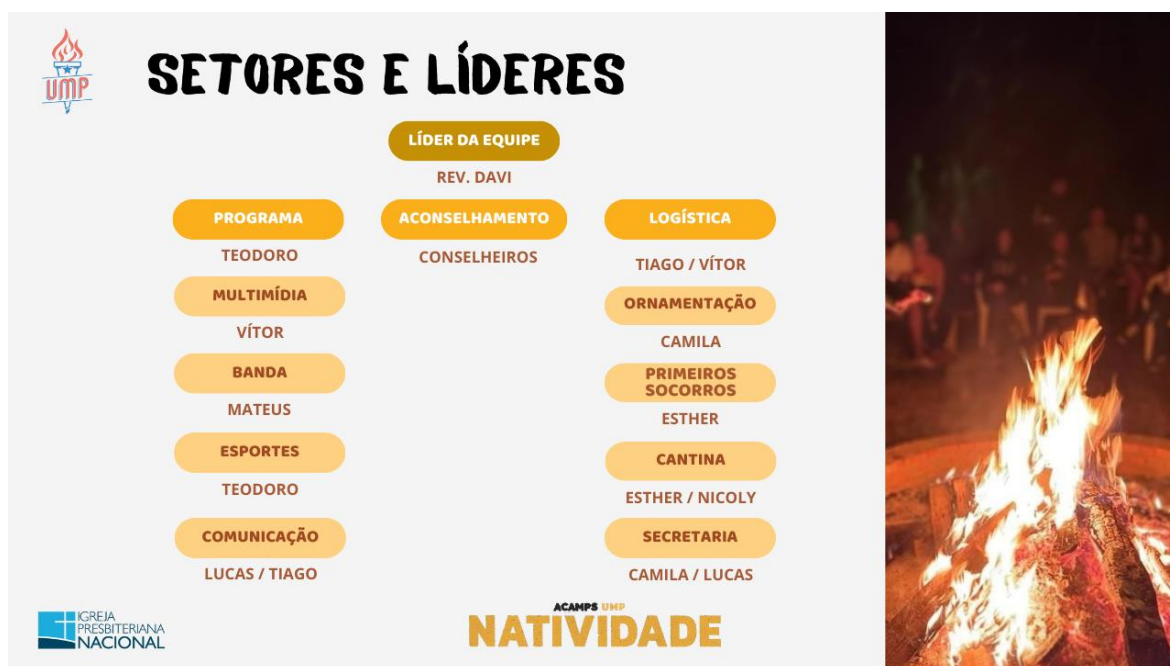 UMP
SETORES E LÍDERES
LÍDER DA EQUIPE
REV. DAVI
PROGRAMA
TEODORO
MULTIMÍDIA
VÍTOR
BANDA
MATEUS
ESPORTES
TEODORO
COMUNICAÇÃO
LUCAS / TIAGO
ACONSELHAMENTO
CONSELHEIROS
LOGÍSTICA
TIAGO / VÍTOR
ORNAMENTAÇÃO
CAMILA
PRIMEIROS
SOCORROS
ESTHER
CANTINA
ESTHER / NICOLY
SECRETARIA
CAMILA / LUCAS
IGREJA
PRESBITERIANA
NACIONAL
ACAMPS UMP
NATIVIDADE